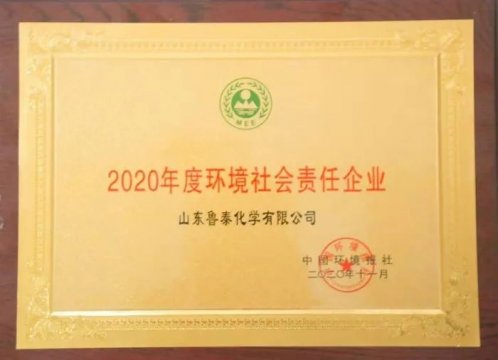 MEE
2020年度环境社会责任企业
山东鲁泰化学有限公司
中国环境报社
二〇二〇年十一月